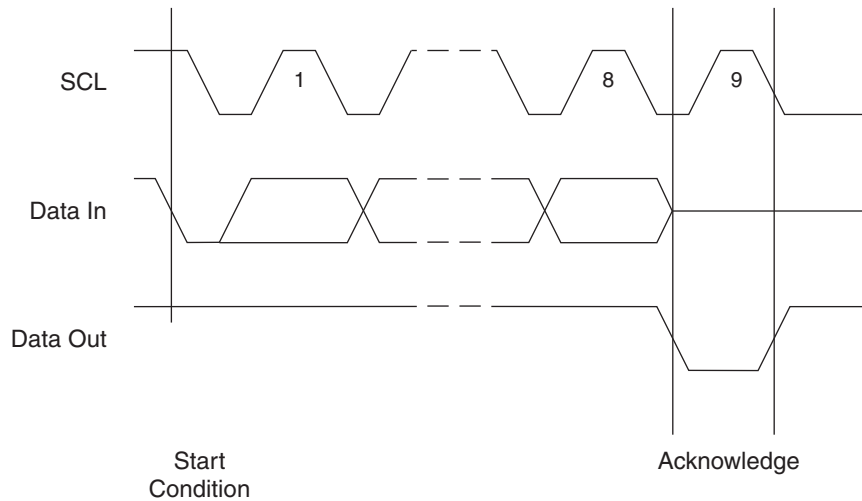 SCL
1
8
9
Data In
Data Out
Start
Condition
Acknowledge